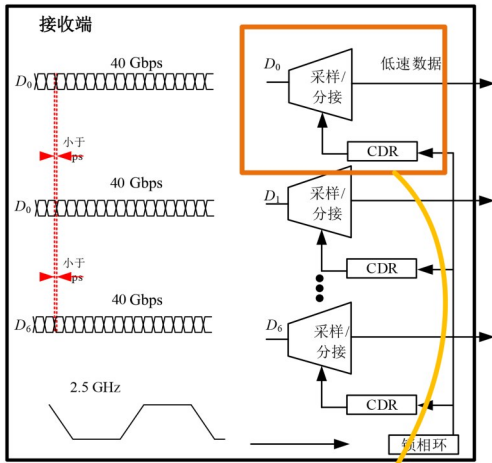 接收端
40 Gbps
D0
小于
ps
40 Gbps
D0
小于
ps
40 Gbps
D6
2.5 GHz
D0
采样/
分接
低速数据
CDR
D1
采样/
分接
CDR
D6
采样/
分接
CDR
锁相环